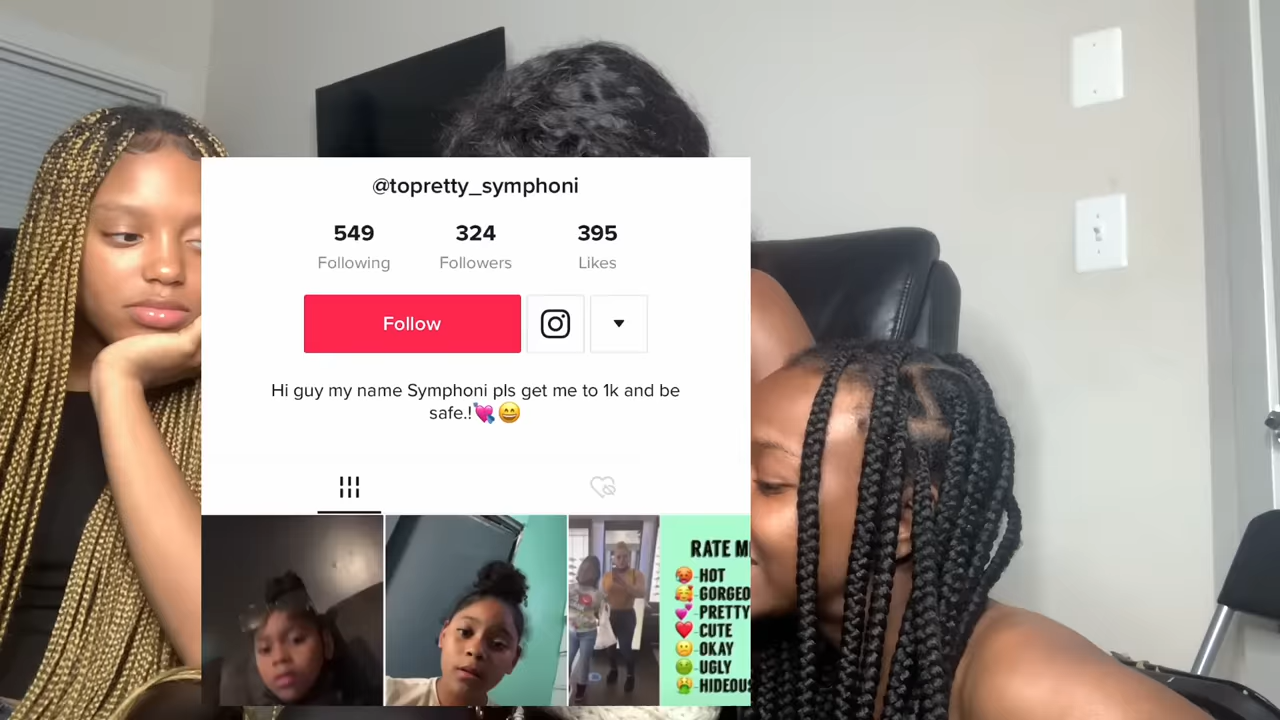 @topretty_symphoni
549 324 395
Following Followers Likes
Follow
Hi guy my name Symphoni pls get me to 1k and be
safe.!💘😄
RATE M
🥵-HOT
🥰-GORGEO
💕-PRETTY
❤️-CUTE
😕-OKAY
🤢-UGLY
🤮-HIDEOUS